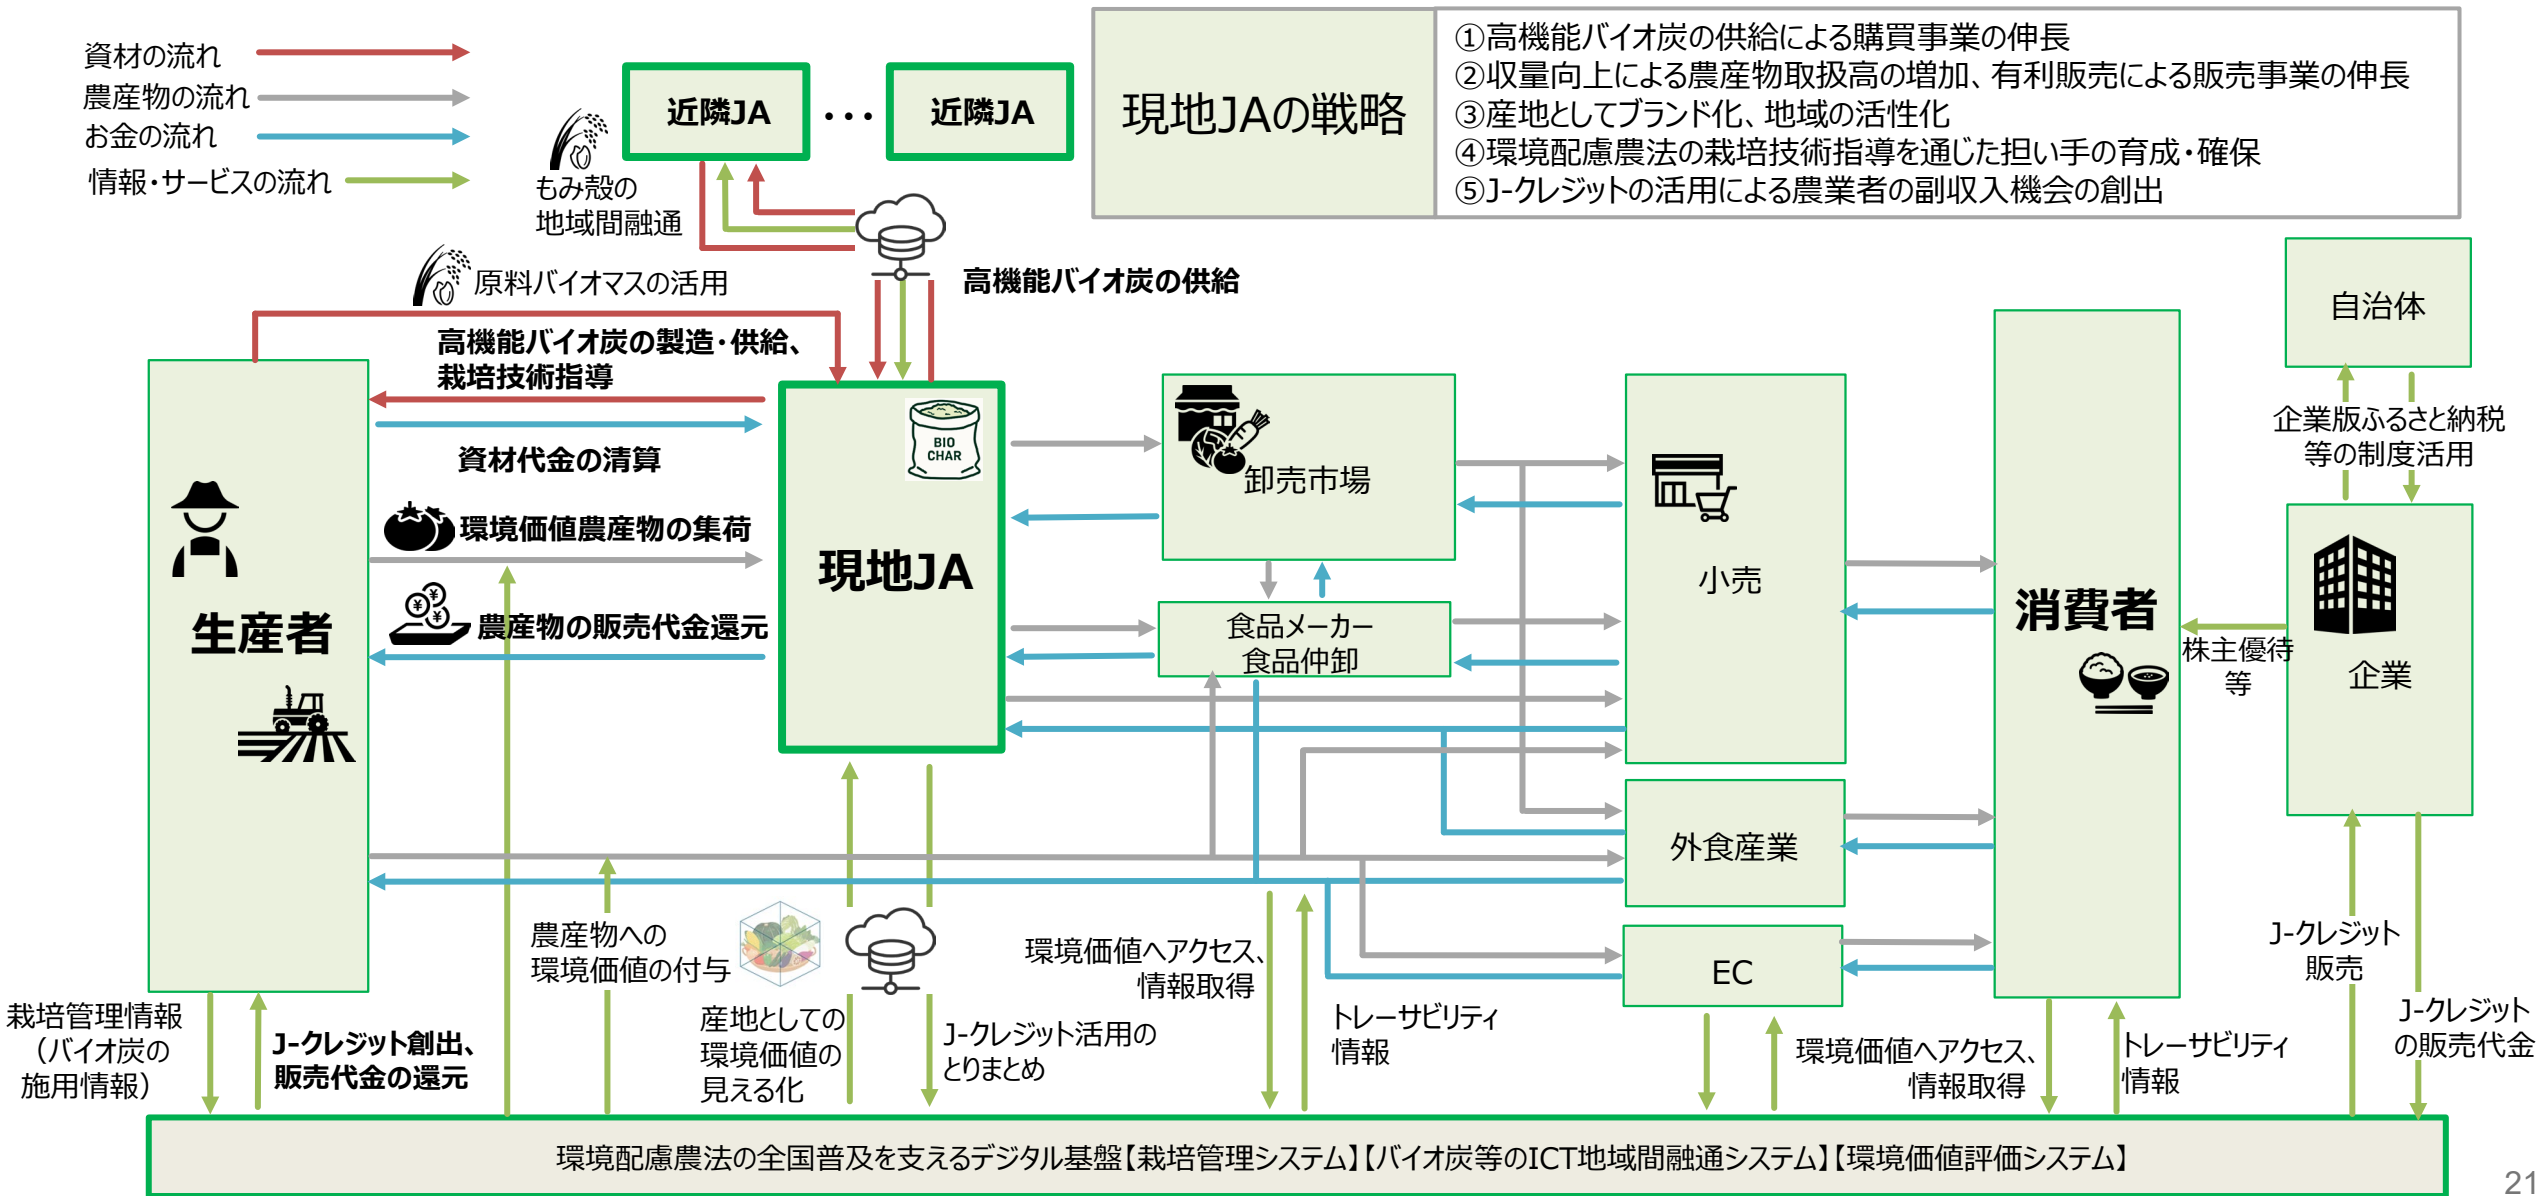 資材の流れ
農産物の流れ
お金の流れ
情報・サービスの流れ
近隣JA
・・・
近隣JA
もみ殻の
地域間融通
現地JAの戦略
①高機能バイオ炭の供給による購買事業の伸長
②収量向上による農産物取扱高の増加、有利販売による販売事業の伸長
③産地としてブランド化、地域の活性化
④環境配慮農法の栽培技術指導を通じた担い手の育成・確保
⑤J-クレジットの活用による農業者の副収入機会の創出
原料バイオマスの活用
高機能バイオ炭の供給
高機能バイオ炭の製造・供給、
栽培技術指導
資材代金の清算
環境価値農産物の集荷
農産物の販売代金還元
生産者
BIO
CHAR
現地JA
卸売市場
食品メーカー
食品仲卸
小売
外食産業
EC
消費者
自治体
企業版ふるさと納税
等の制度活用
企業
株主優待
等
栽培管理情報
（バイオ炭の
施用情報）
J-クレジット創出、
販売代金の還元
農産物への
環境価値の付与
産地としての
環境価値の
見える化
J-クレジット活用の
とりまとめ
環境価値へアクセス、
情報取得
トレーサビリティ
情報
環境価値へアクセス、
情報取得
トレーサビリティ
情報
J-クレジット
販売
J-クレジット
の販売代金
環境配慮農法の全国普及を支えるデジタル基盤【栽培管理システム】【バイオ炭等のICT地域間融通システム】【環境価値評価システム】
21